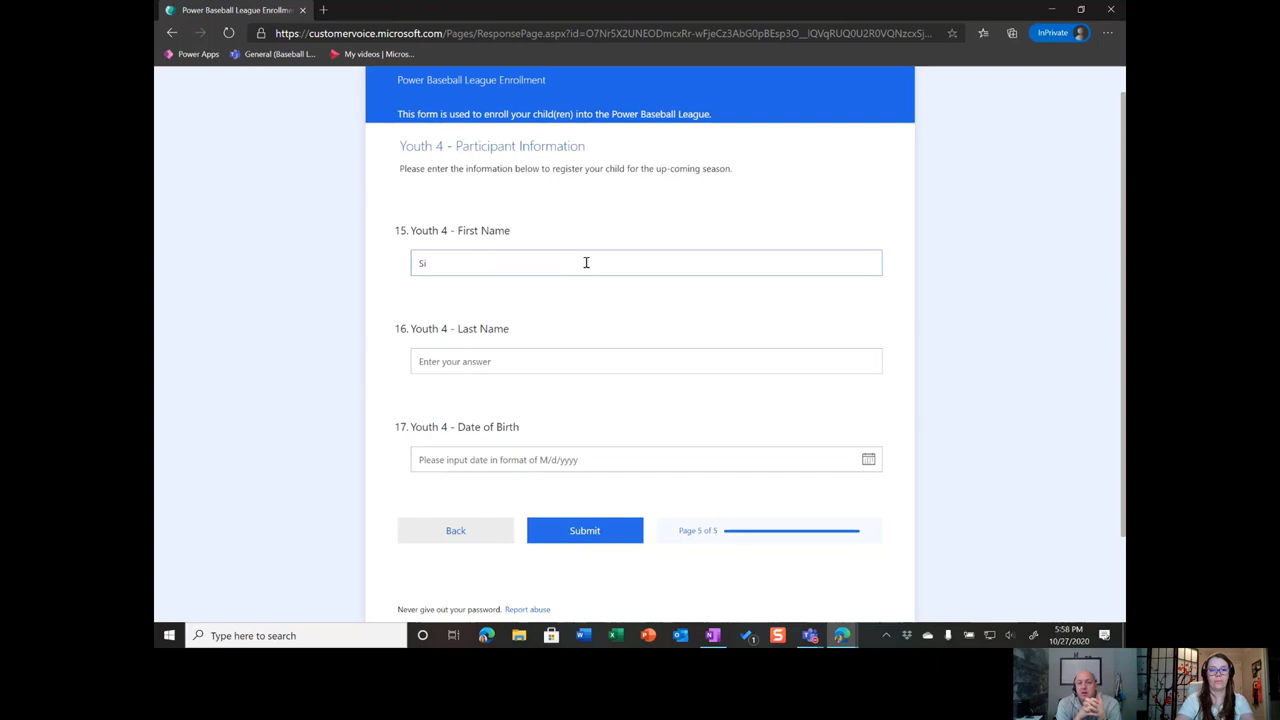 Power Baseball League Enrollme
https://customervoice.microsoft.com/Pages/ResponsePage.aspx?id=O7Nr5X2UNEODmcxRr-wFjeCz3AbG0pBEsp3O__lQVqRUQ0U2R0VQNzcxSj...
InPrivate
Power Apps
General (Baseball L...
My videos | Micros...
Power Baseball League Enrollment
This form is used to enroll your child(ren) into the Power Baseball League.
Youth 4 - Participant Information
Please enter the information below to register your child for the up-coming season.
15. Youth 4 - First Name
Si
16. Youth 4 - Last Name
Enter your answer
17. Youth 4 - Date of Birth
Please input date in format of M/d/yyyy
Back
Submit
Page 5 of 5
Never give out your password. Report abuse
Type here to search
5:58 PM
10/27/2020